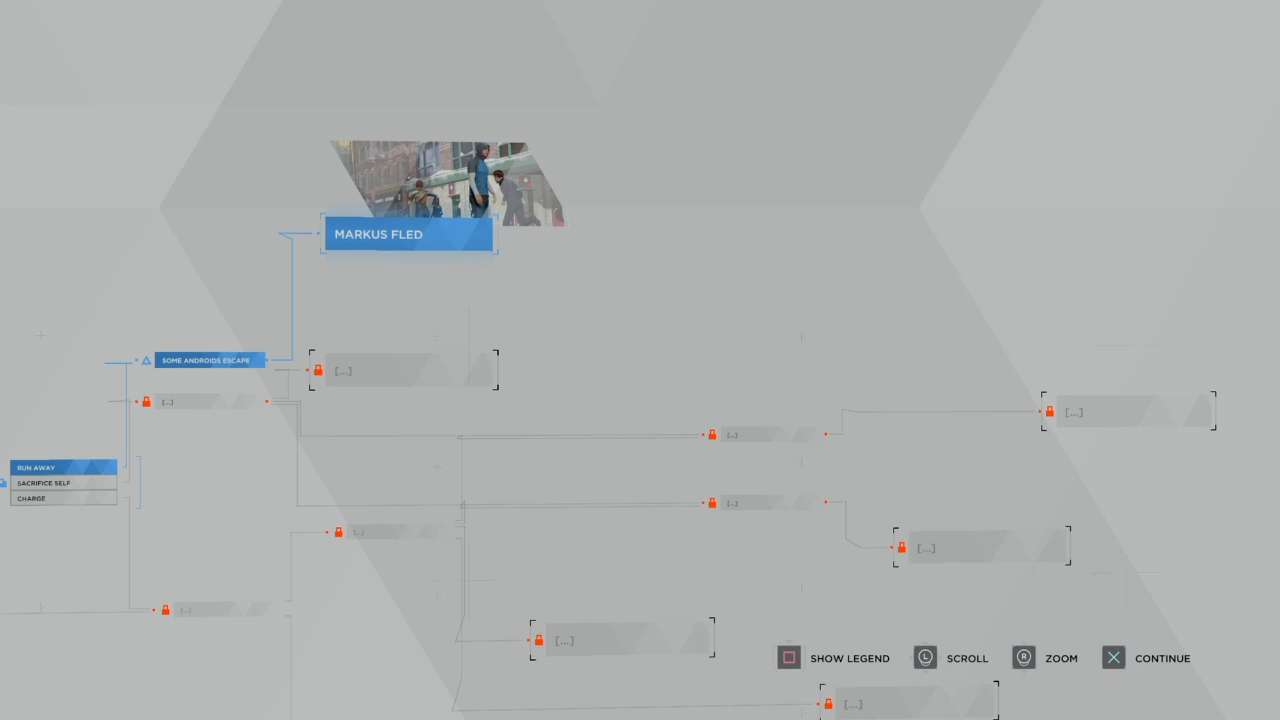 MARKUS FLED
SOME ANDROIDS ESCAPE
[...]
[...]
[...]
[...]
RUN AWAY
SACRIFICE SELF
CHARGE
[...]
[...]
[...]
[...]
[...]
[...]
SHOW LEGEND
L
SCROLL
R
ZOOM
CONTINUE
[...]